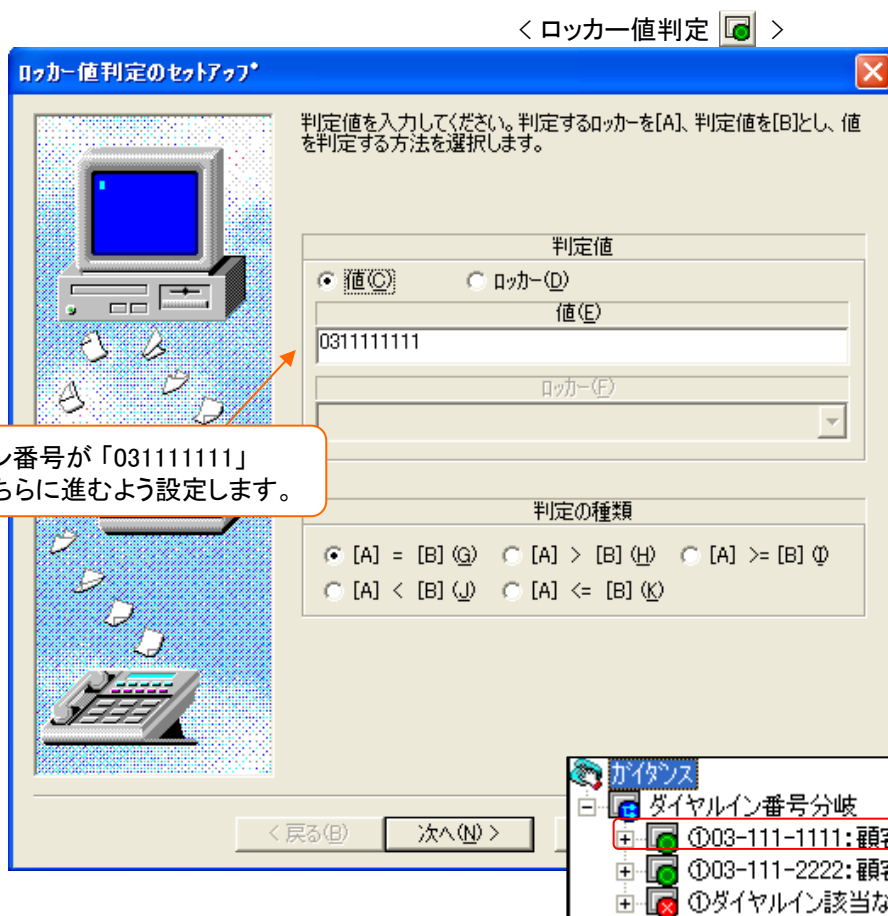 < ロッカー値判定 >
ロッカー値判定のセットアップ
判定値を入力してください。判定するロッカーを[A]、判定値を[B]とし、値
を判定する方法を選択します。
判定値
値(C) ロッカー(D)
値(E)
0311111111
ロッカー(F)
ン番号が「031111111」
ちらに進むよう設定します。
判定の種類
[A] = [B] (G) [A] > [B] (H) [A] >= [B] (I)
[A] < [B] (J) [A] <= [B] (K)
< 戻る(B) 次へ(N) >
ガイダンス
ダイヤルイン番号分岐
①03-111-1111:顧客
①03-111-2222:顧客
①ダイヤルイン該当な